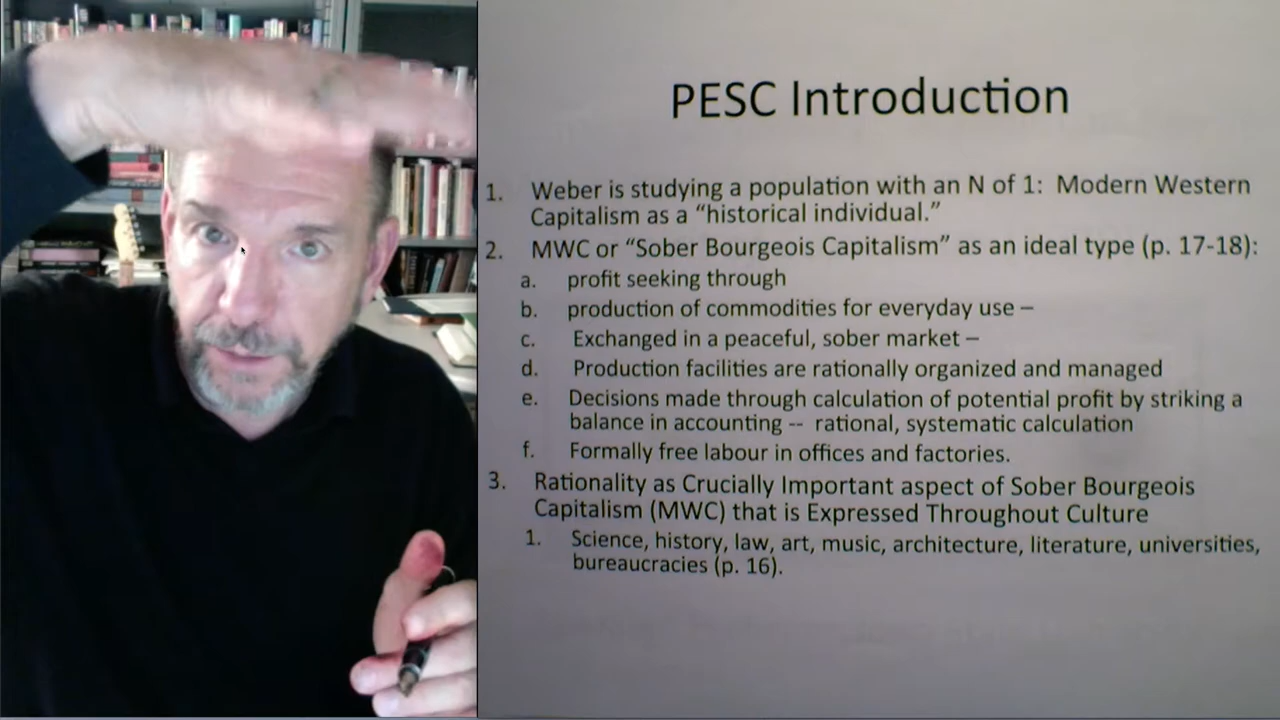 PESC Introduction
1. Weber is studying a population with an N of 1: Modern Western
Capitalism as a “historical individual.”
2. MWC or “Sober Bourgeois Capitalism” as an ideal type (p. 17-18):
a. profit seeking through
b. production of commodities for everyday use –
c. Exchanged in a peaceful, sober market –
d. Production facilities are rationally organized and managed
e. Decisions made through calculation of potential profit by striking a
balance in accounting -- rational, systematic calculation
f. Formally free labour in offices and factories.
3. Rationality as Crucially Important aspect of Sober Bourgeois
Capitalism (MWC) that is Expressed Throughout Culture
1. Science, history, law, art, music, architecture, literature, universities,
bureaucracies (p. 16).